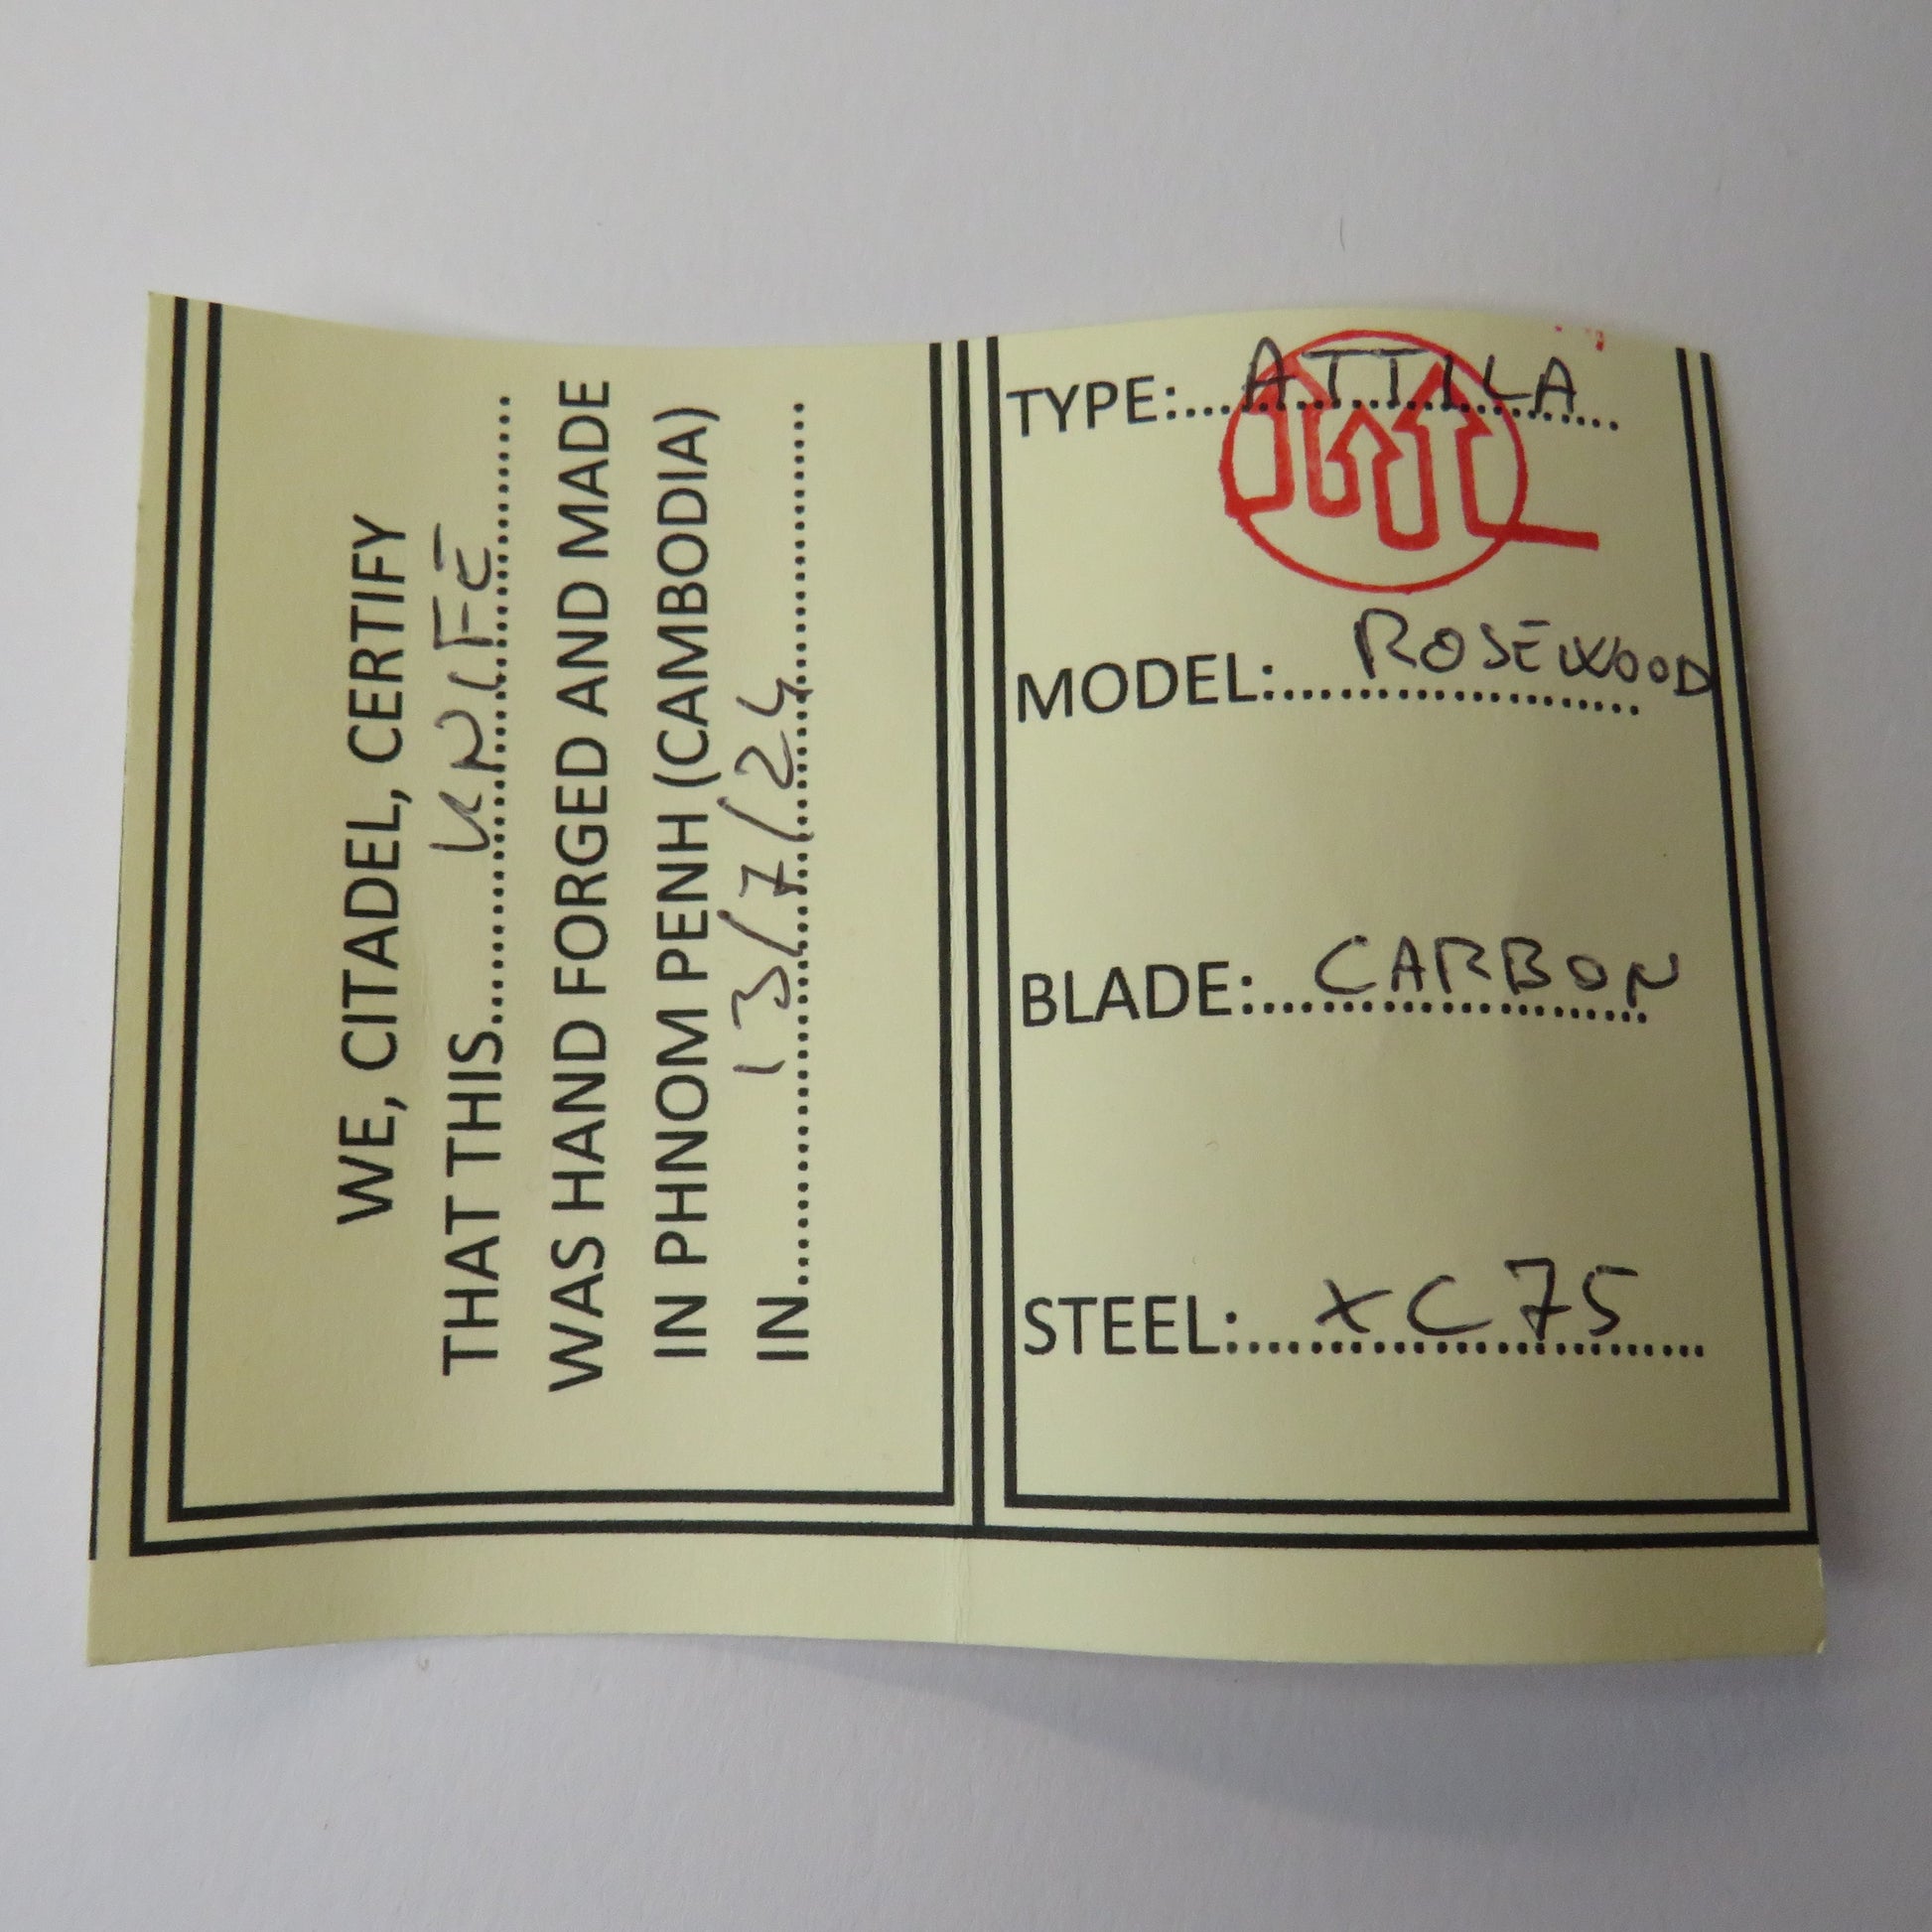 WE, CITADEL, CERTIFY
THAT THIS..........KNIFE..........
WAS HAND FORGED AND MADE
IN PHNOM PENH (CAMBODIA)
IN..........13/7/24..........
TYPE:...ATTILA...
MODEL:...ROSEWOOD
BLADE:...CARBON
STEEL:...XC75...